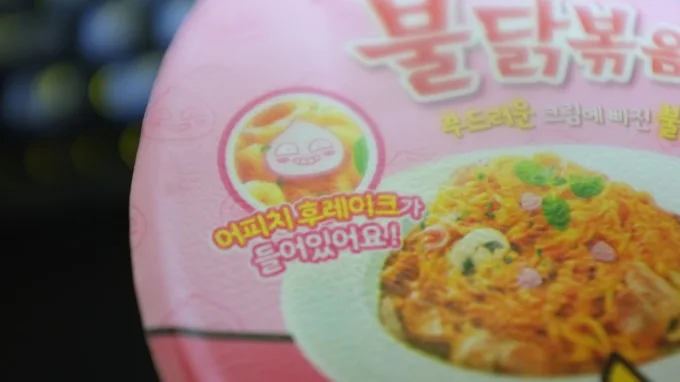 불닭볶음
부드러운 크림에 빠진 불
어피치 후레이크가
들어있어요!